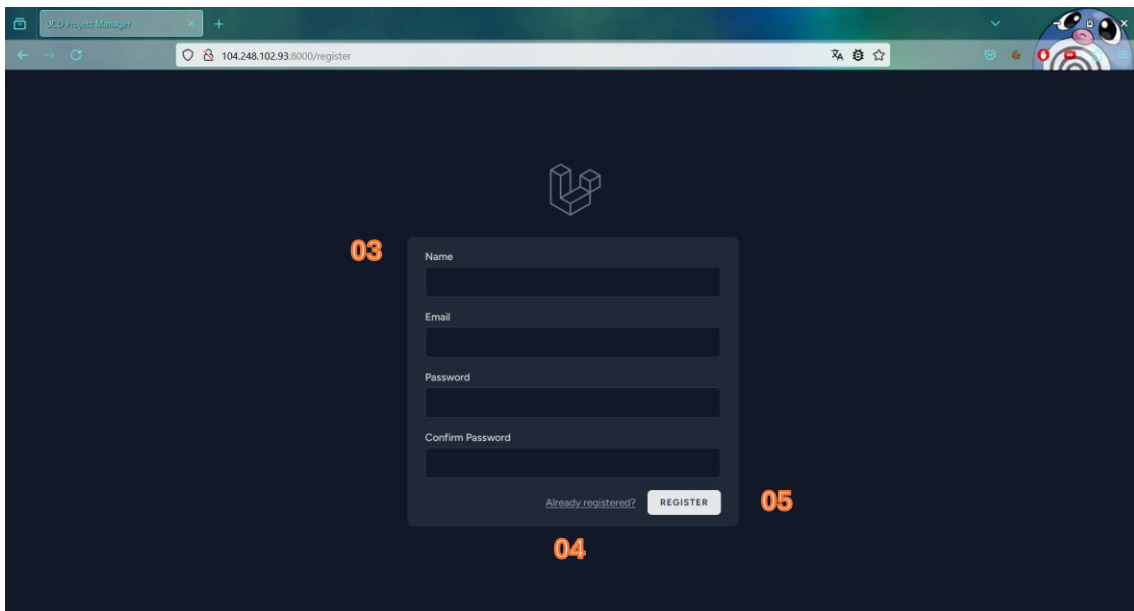 UCD Project Manager
104.248.102.93:8000/register
03
Name
Email
Password
Confirm Password
Already registered? REGISTER
05
04